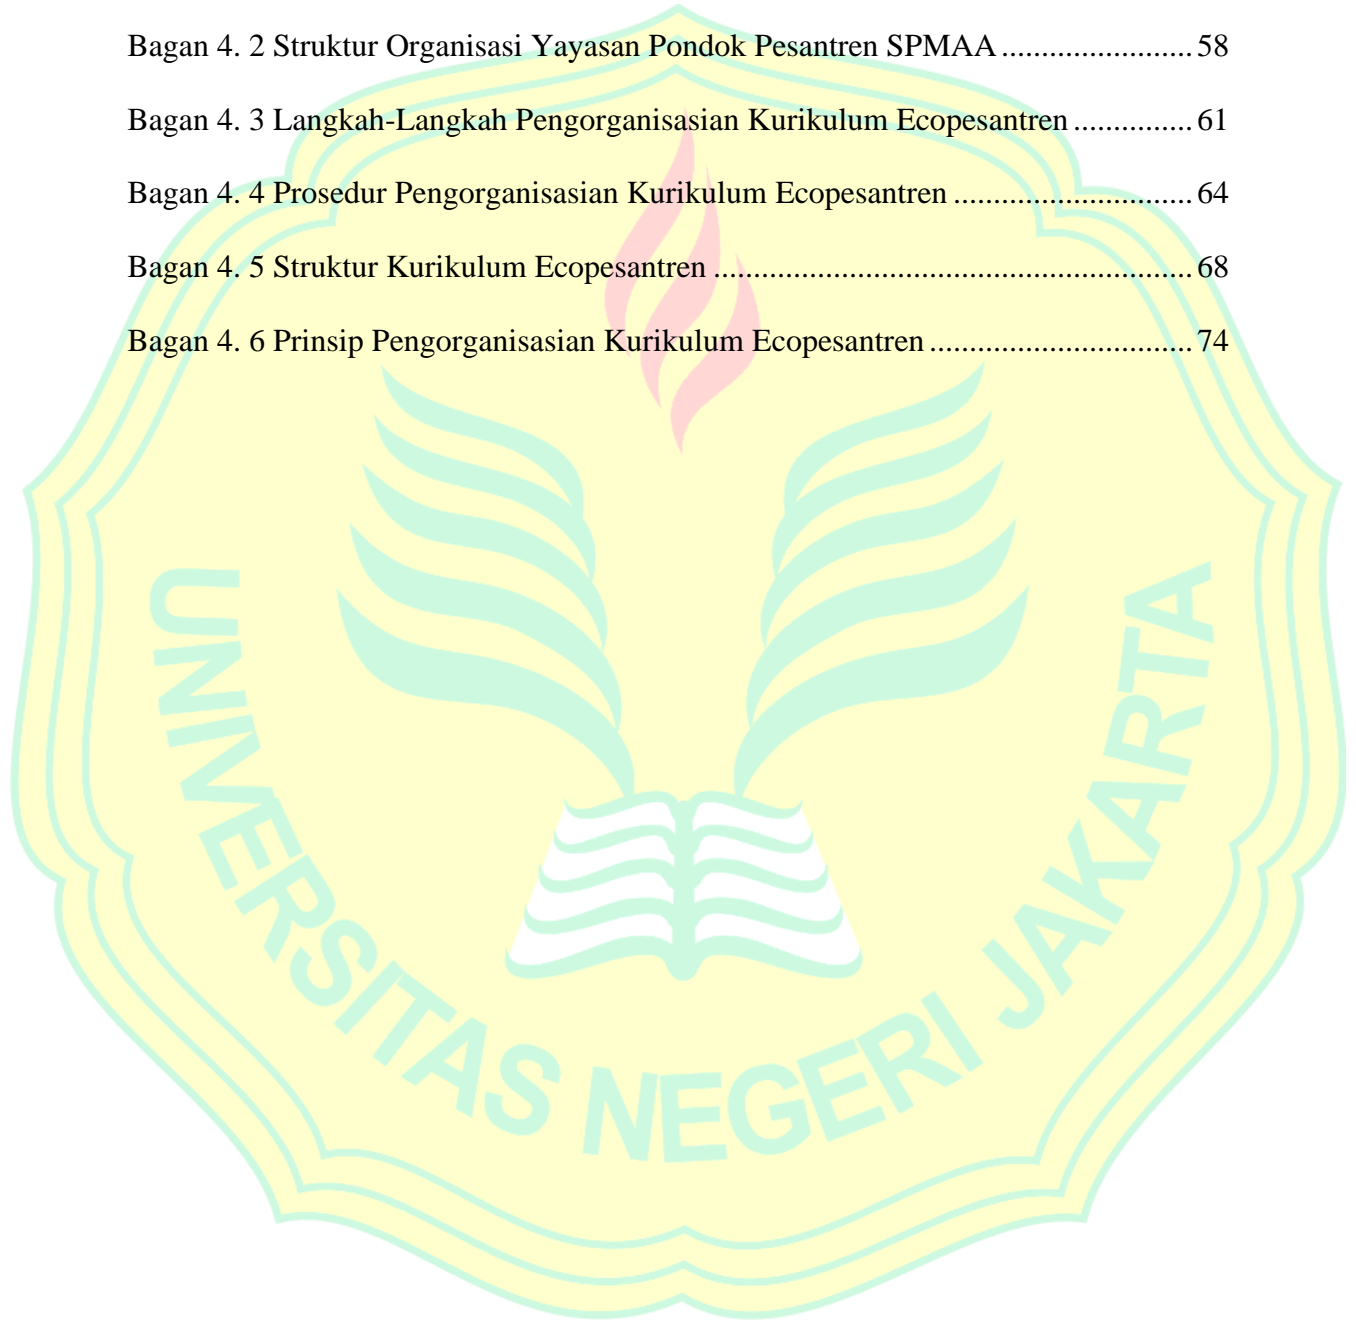 Bagan 4. 2 Struktur Organisasi Yayasan Pondok Pesantren SPMAA ........................ 58
Bagan 4. 3 Langkah-Langkah Pengorganisasian Kurikulum Ecopesantren .............. 61
Bagan 4. 4 Prosedur Pengorganisasian Kurikulum Ecopesantren ........................... 64
Bagan 4. 5 Struktur Kurikulum Ecopesantren ...................................................... 68
Bagan 4. 6 Prinsip Pengorganisasian Kurikulum Ecopesantren .............................. 74
UNIVERSITAS NEGERI JAKARTA